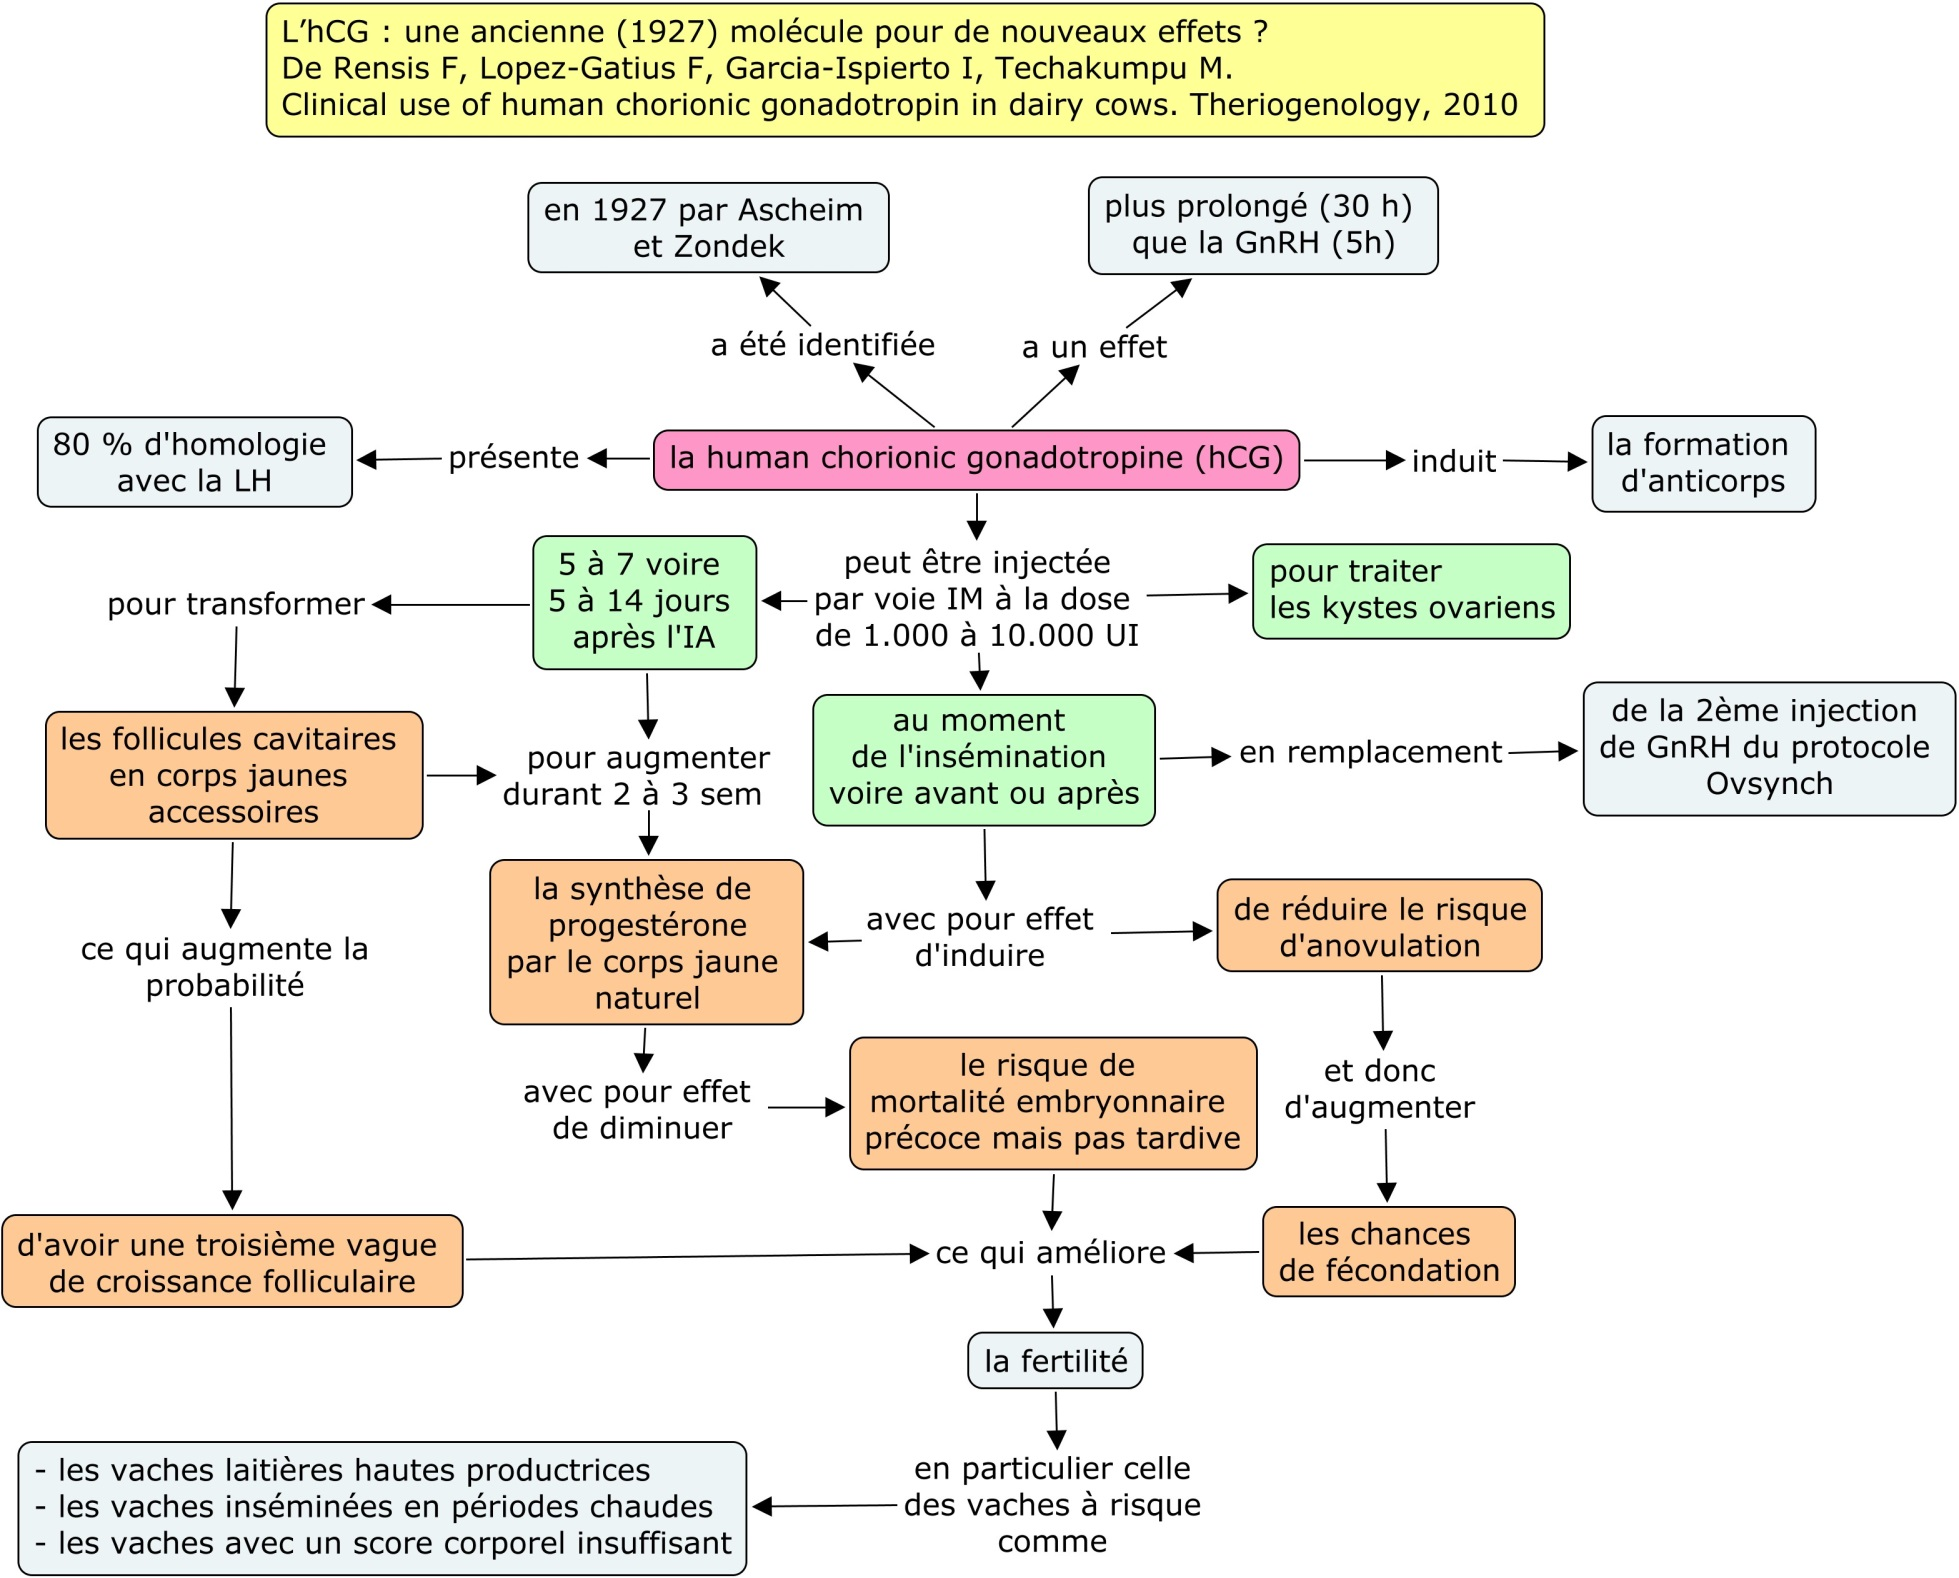 L’hCG : une ancienne (1927) molécule pour de nouveaux effets ?
De Rensis F, Lopez-Gatius F, Garcia-Ispierto I, Techakumpu M.
Clinical use of human chorionic gonadotropin in dairy cows. Theriogenology, 2010
en 1927 par Ascheim
et Zondek
plus prolongé (30 h)
que la GnRH (5h)
a été identifiée
a un effet
80 % d'homologie
avec la LH
présente
la human chorionic gonadotropine (hCG)
induit
la formation
d'anticorps
pour transformer
5 à 7 voire
5 à 14 jours
après l'IA
peut être injectée
par voie IM à la dose
de 1.000 à 10.000 UI
pour traiter
les kystes ovariens
les follicules cavitaires
en corps jaunes
accessoires
pour augmenter
durant 2 à 3 sem
au moment
de l'insémination
voire avant ou après
en remplacement
de la 2ème injection
de GnRH du protocole
Ovsynch
ce qui augmente la
probabilité
la synthèse de
progestérone
par le corps jaune
naturel
avec pour effet
d'induire
de réduire le risque
d'anovulation
avec pour effet
de diminuer
le risque de
mortalité embryonnaire
précoce mais pas tardive
et donc
d'augmenter
d'avoir une troisième vague
de croissance folliculaire
ce qui améliore
les chances
de fécondation
la fertilité
- les vaches laitières hautes productrices
- les vaches inséminées en périodes chaudes
- les vaches avec un score corporel insuffisant
en particulier celle
des vaches à risque
comme